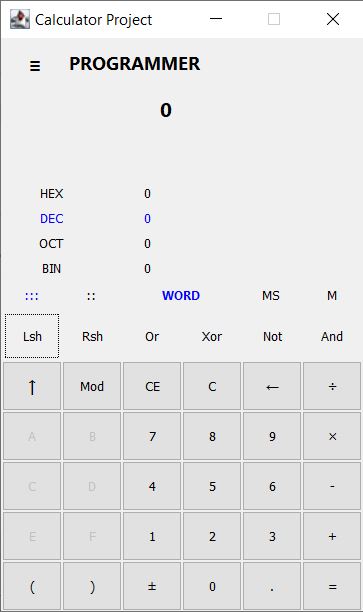 Calculator Project
☰ PROGRAMMER
0
HEX 0
DEC 0
OCT 0
BIN 0
::: :: WORD MS M
Lsh Rsh Or Xor Not And
↑ Mod CE C ← ÷
A B 7 8 9 ×
C D 4 5 6 -
E F 1 2 3 +
( ) ± 0 . =